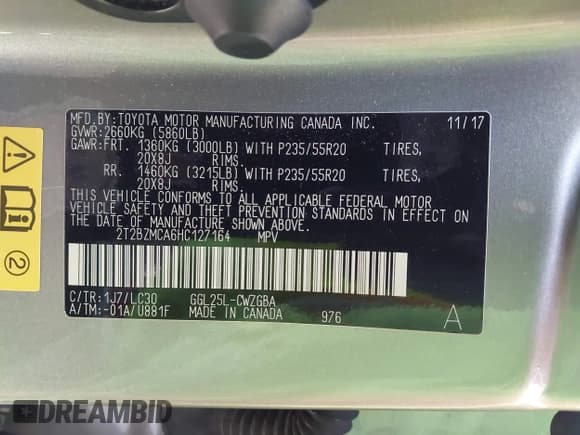 MFD.BY:TOYOTA MOTOR MANUFACTURING CANADA INC. 11/17
GVWR:2660KG (5860LB)
GAWR:FRT. 1360KG (3000LB) WITH P235/55R20 TIRES,
20X8J RIMS.
RR. 1460KG (3215LB) WITH P235/55R20 TIRES,
20X8J RIMS.
THIS VEHICLE CONFORMS TO ALL APPLICABLE FEDERAL MOTOR
VEHICLE SAFETY AND THEFT PREVENTION STANDARDS IN EFFECT ON
THE DATE OF MANUFACTURE SHOWN ABOVE.
2T2BZMCA6HC127164 MPV
C/TR:1J7/LC30 GGL25L-CWZGBA
A/TM:-01A/U881F MADE IN CANADA 976 A
2
DREAMBID